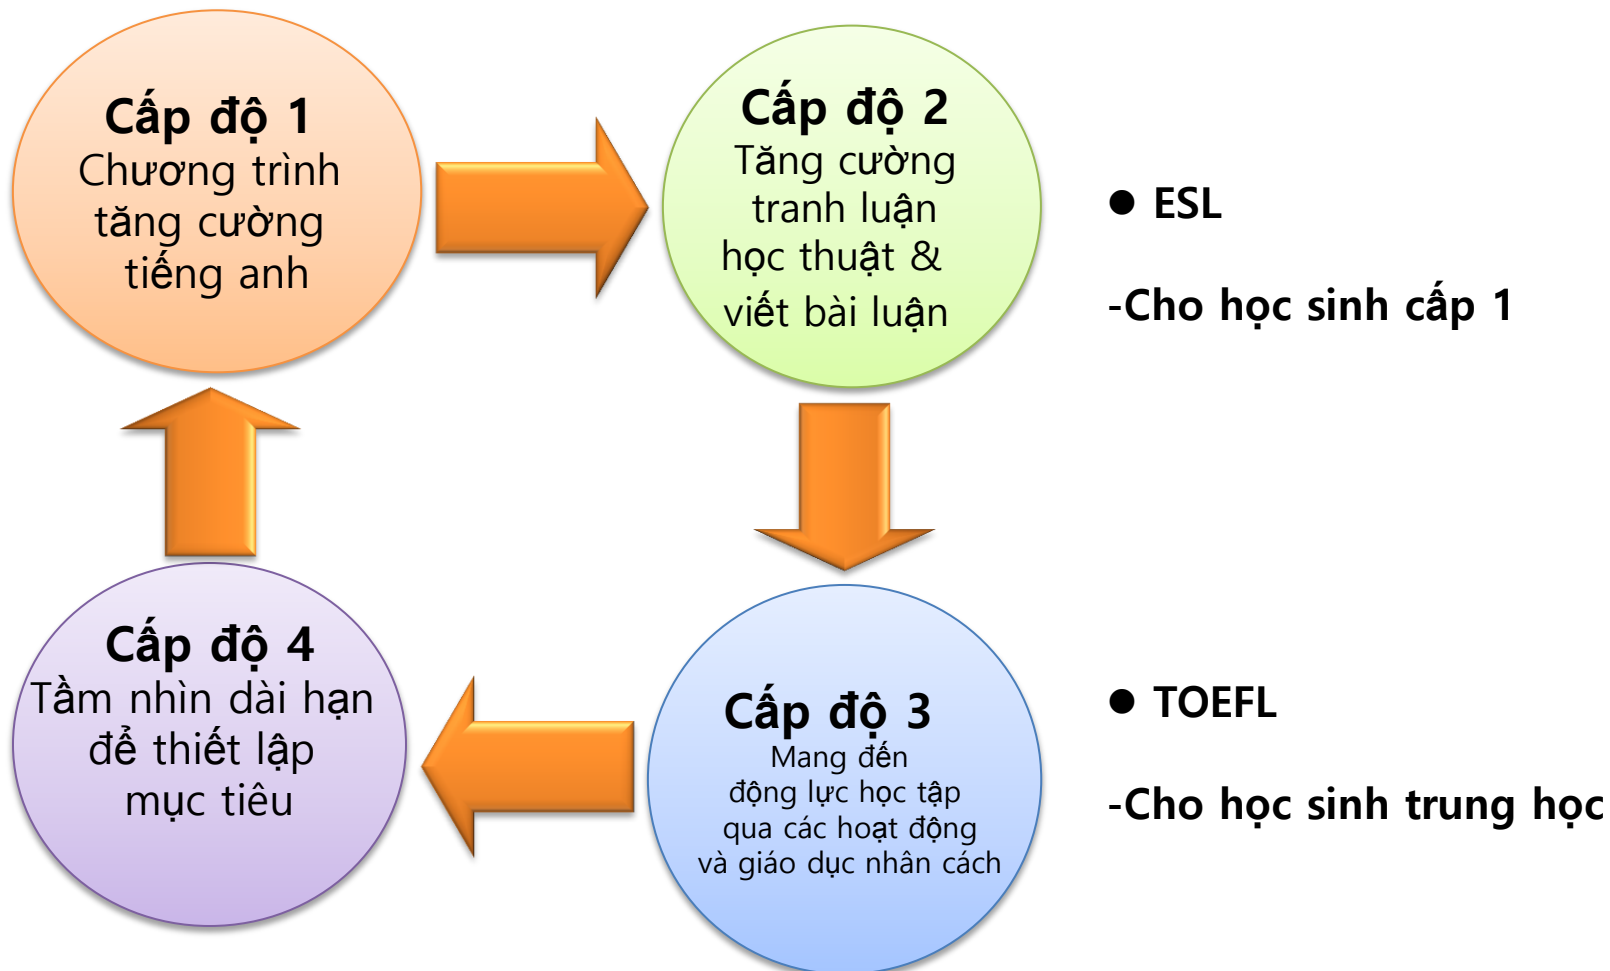 Cấp độ 1
Chương trình
tăng cường
tiếng anh
Cấp độ 2
Tăng cường
tranh luận
học thuật &
viết bài luận
● ESL
-Cho học sinh cấp 1
Cấp độ 4
Tầm nhìn dài hạn
để thiết lập
mục tiêu
Cấp độ 3
Mang đến
động lực học tập
qua các hoạt động
và giáo dục nhân cách
● TOEFL
-Cho học sinh trung học